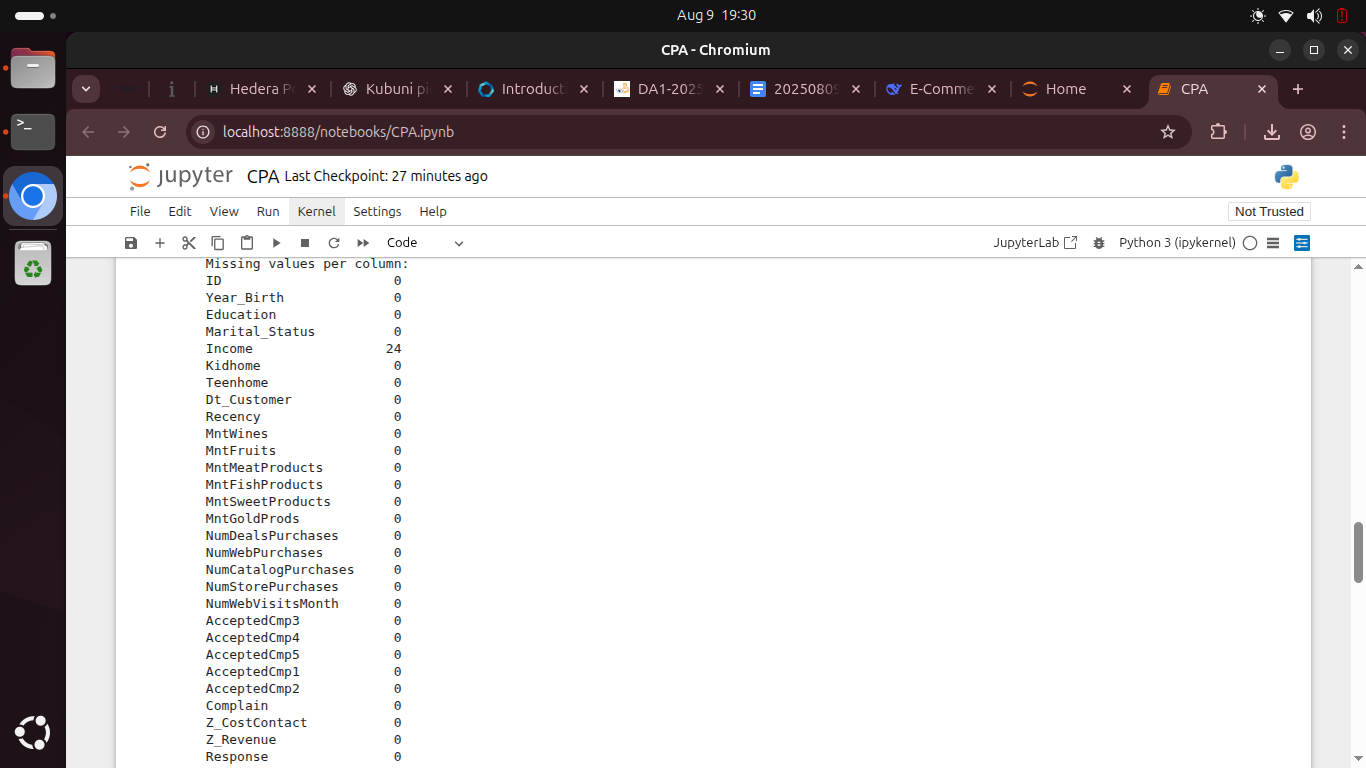 Aug 9 19:30
CPA - Chromium
Hedera Po
Kubuni pi
Introducti
DA1-2025
20250809
E-Comme
Home
CPA
localhost:8888/notebooks/CPA.ipynb
jupyter CPA Last Checkpoint: 27 minutes ago
File Edit View Run Kernel Settings Help
Not Trusted
Code
JupyterLab
Python 3 (ipykernel)
Missing values per column:
ID 0
Year_Birth 0
Education 0
Marital_Status 0
Income 24
Kidhome 0
Teenhome 0
Dt_Customer 0
Recency 0
MntWines 0
MntFruits 0
MntMeatProducts 0
MntFishProducts 0
MntSweetProducts 0
MntGoldProds 0
NumDealsPurchases 0
NumWebPurchases 0
NumCatalogPurchases 0
NumStorePurchases 0
NumWebVisitsMonth 0
AcceptedCmp3 0
AcceptedCmp4 0
AcceptedCmp5 0
AcceptedCmp1 0
AcceptedCmp2 0
Complain 0
Z_CostContact 0
Z_Revenue 0
Response 0